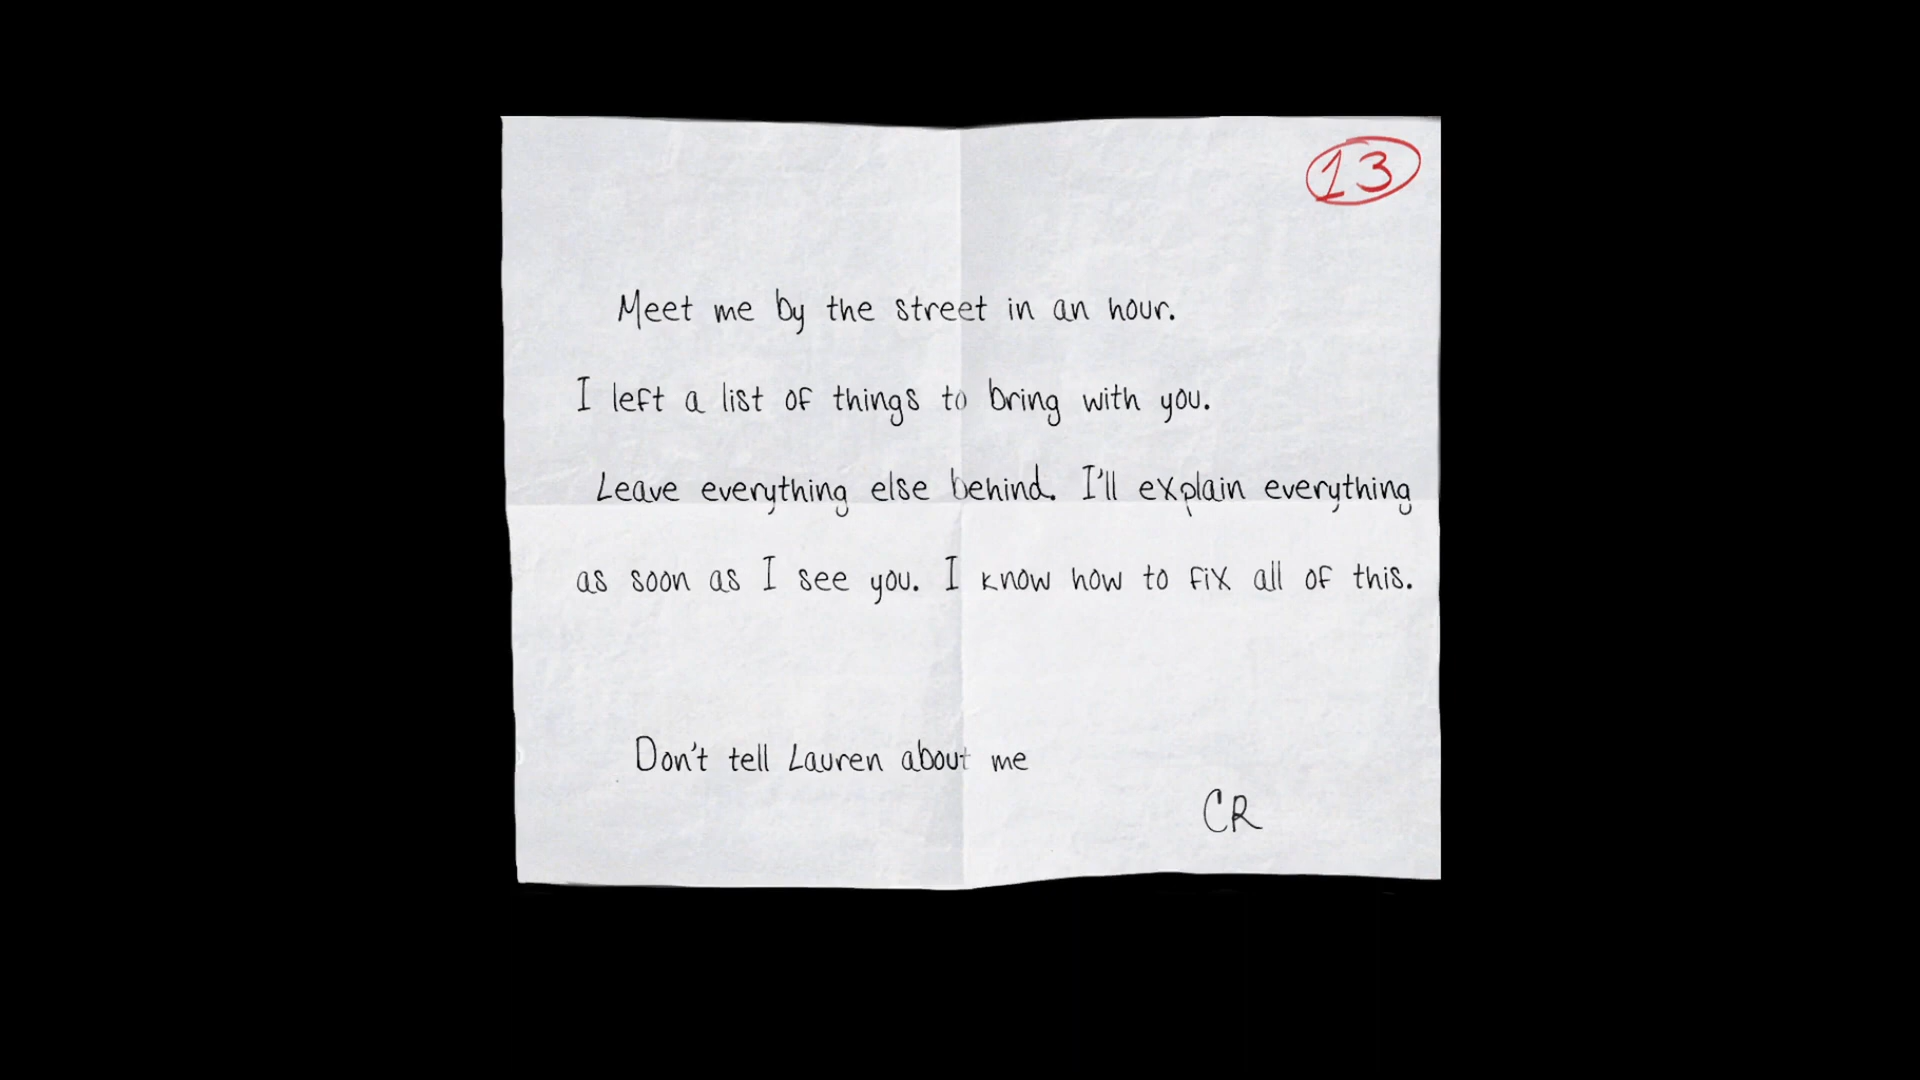 13
Meet me by the street in an hour.
I left a list of things to bring with you.
Leave everything else behind. I'll explain everything
as soon as I see you. I know how to fix all of this.
Don't tell Lauren about me
CR